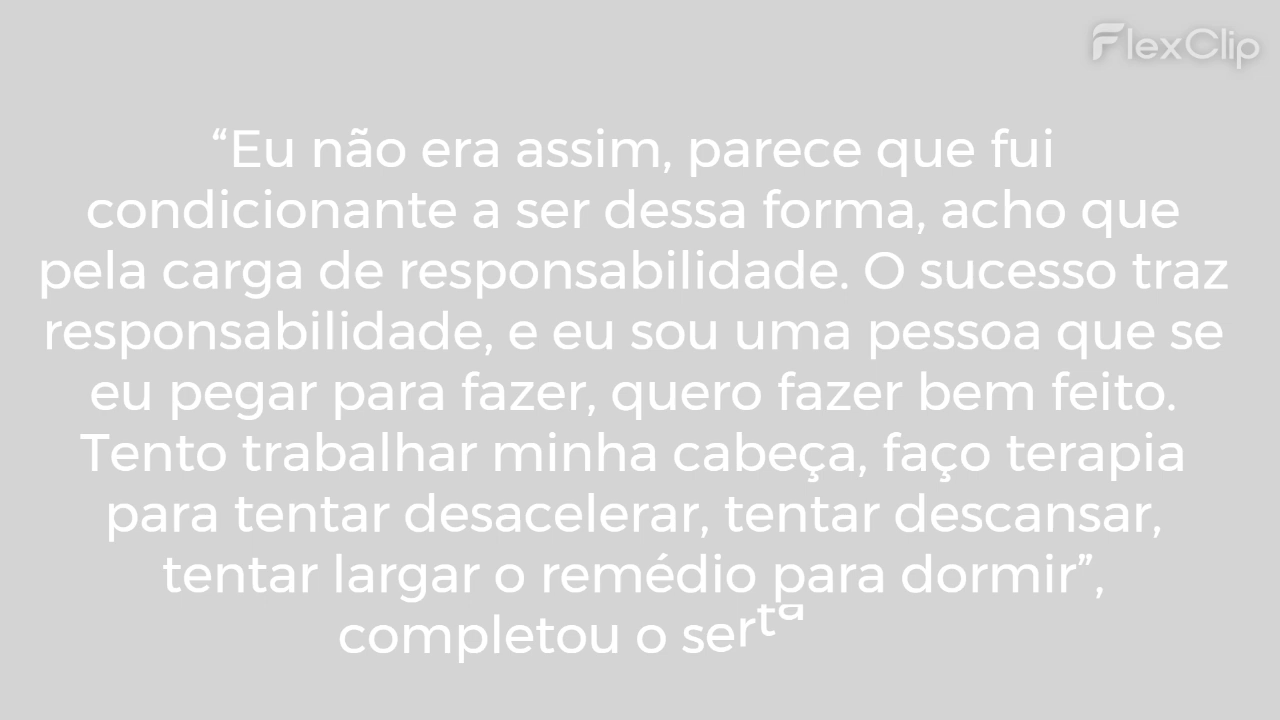 FlexClip
“Eu não era assim, parece que fui
condicionante a ser dessa forma, acho que
pela carga de responsabilidade. O sucesso traz
responsabilidade, e eu sou uma pessoa que se
eu pegar para fazer, quero fazer bem feito.
Tento trabalhar minha cabeça, faço terapia
para tentar desacelerar, tentar descansar,
tentar largar o remédio para dormir”,
completou o serta